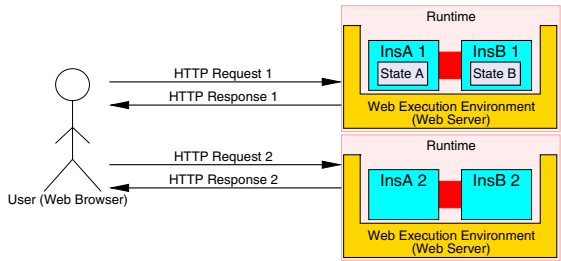 Runtime
InsA 1 InsB 1
State A State B
HTTP Request 1
HTTP Response 1
Web Execution Environment
(Web Server)
Runtime
HTTP Request 2
InsA 2 InsB 2
HTTP Response 2
User (Web Browser)
Web Execution Environment
(Web Server)